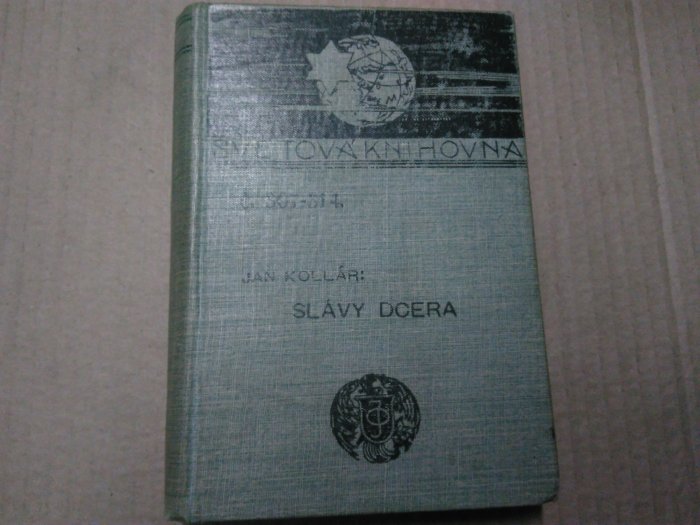 SVĚTOVÁ KNIHOVNA
JAN KOLLÁR:
SLÁVY DCERA